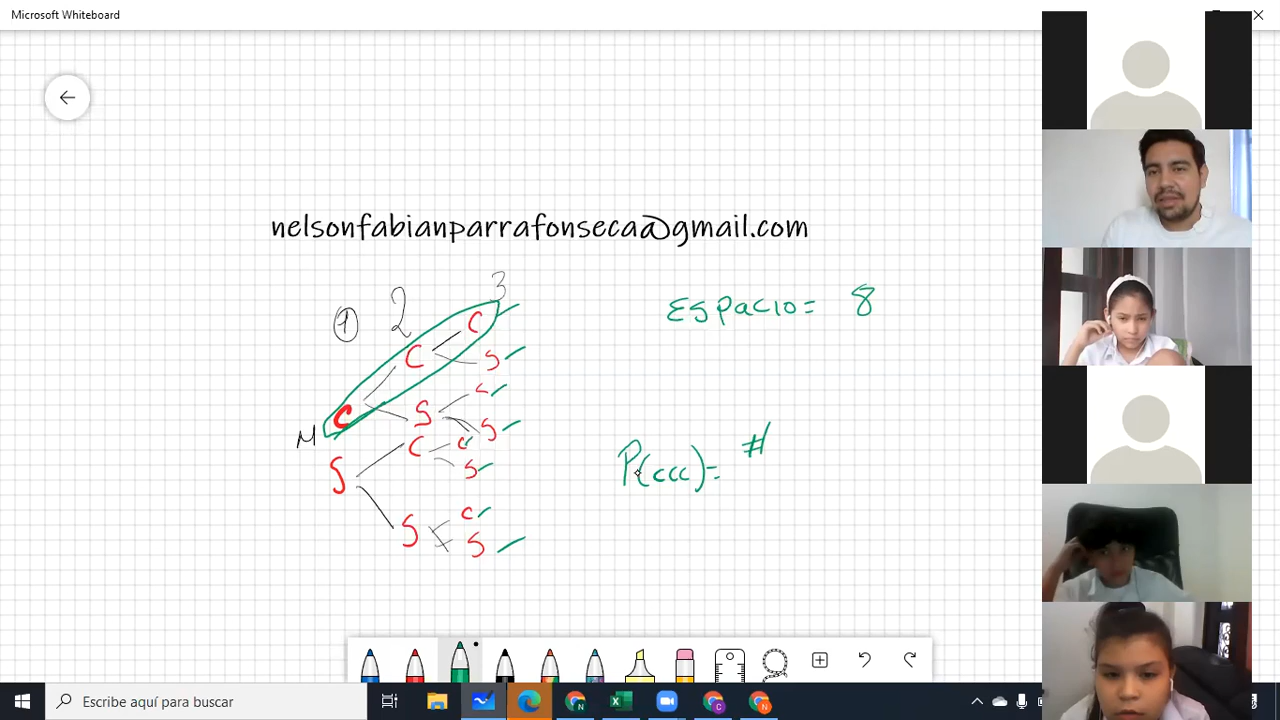 Microsoft Whiteboard
nelsonfabianparrafonseca@gmail.com
1 2 3
Espacio = 8
C
C
S
C
C
S
S
M
C
C
S
S
C
S
S
P(ccc)= #
Escribe aquí para buscar